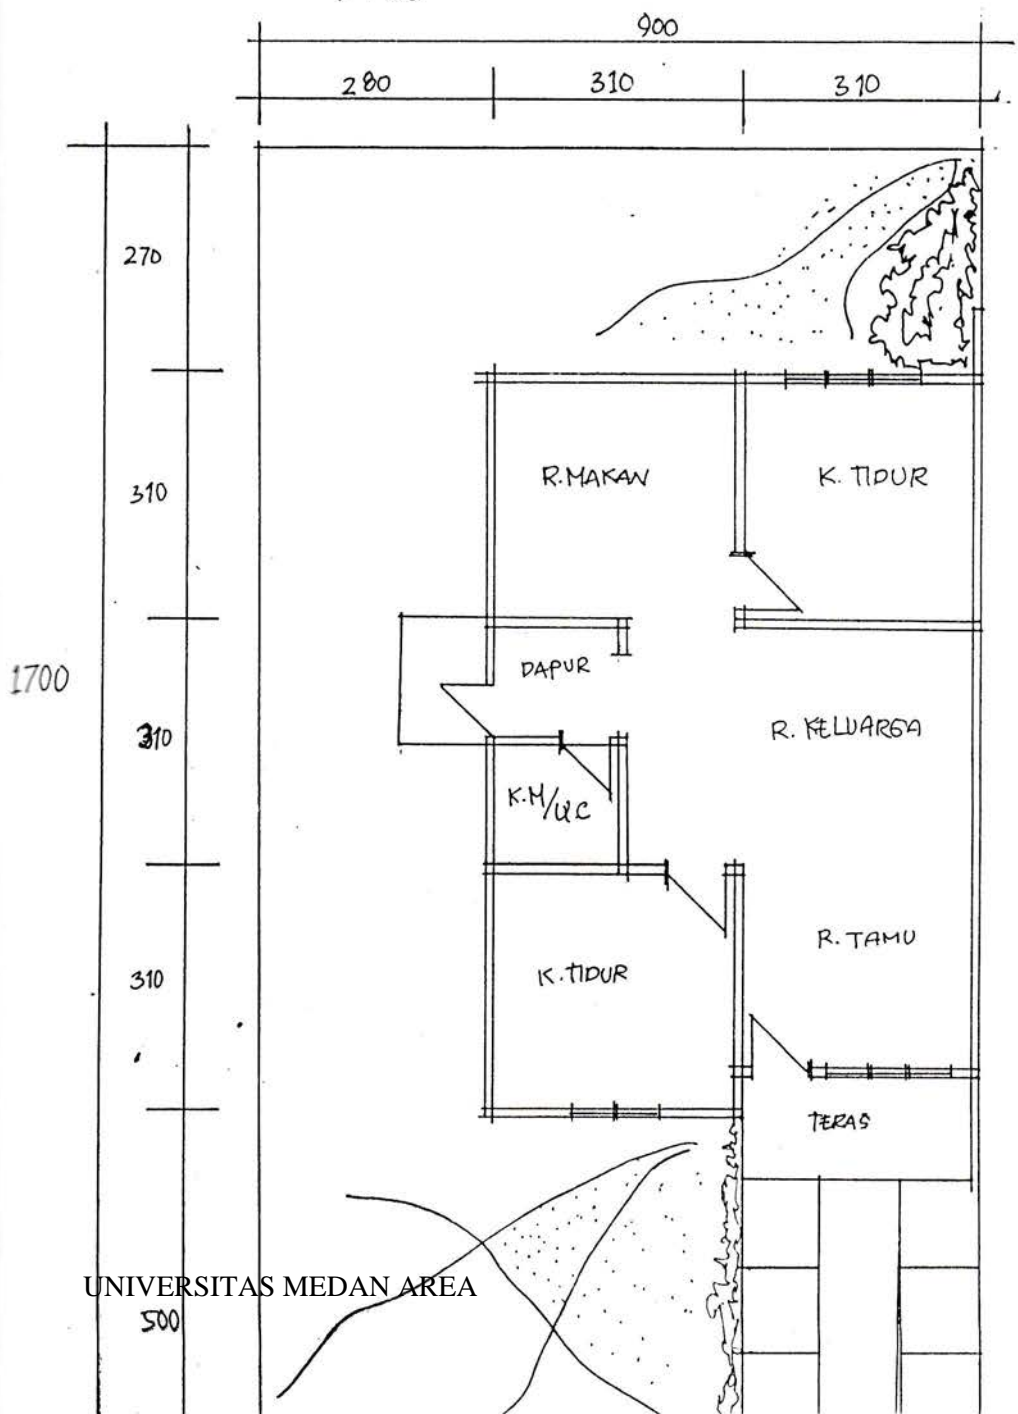 900
280 310 310
270
310
R.MAKAN K. TIDUR
1700
DAPUR
310
R. KELUARGA
K.M/WC
310
K.TIDUR
R. TAMU
TERAS
UNIVERSITAS MEDAN AREA
500